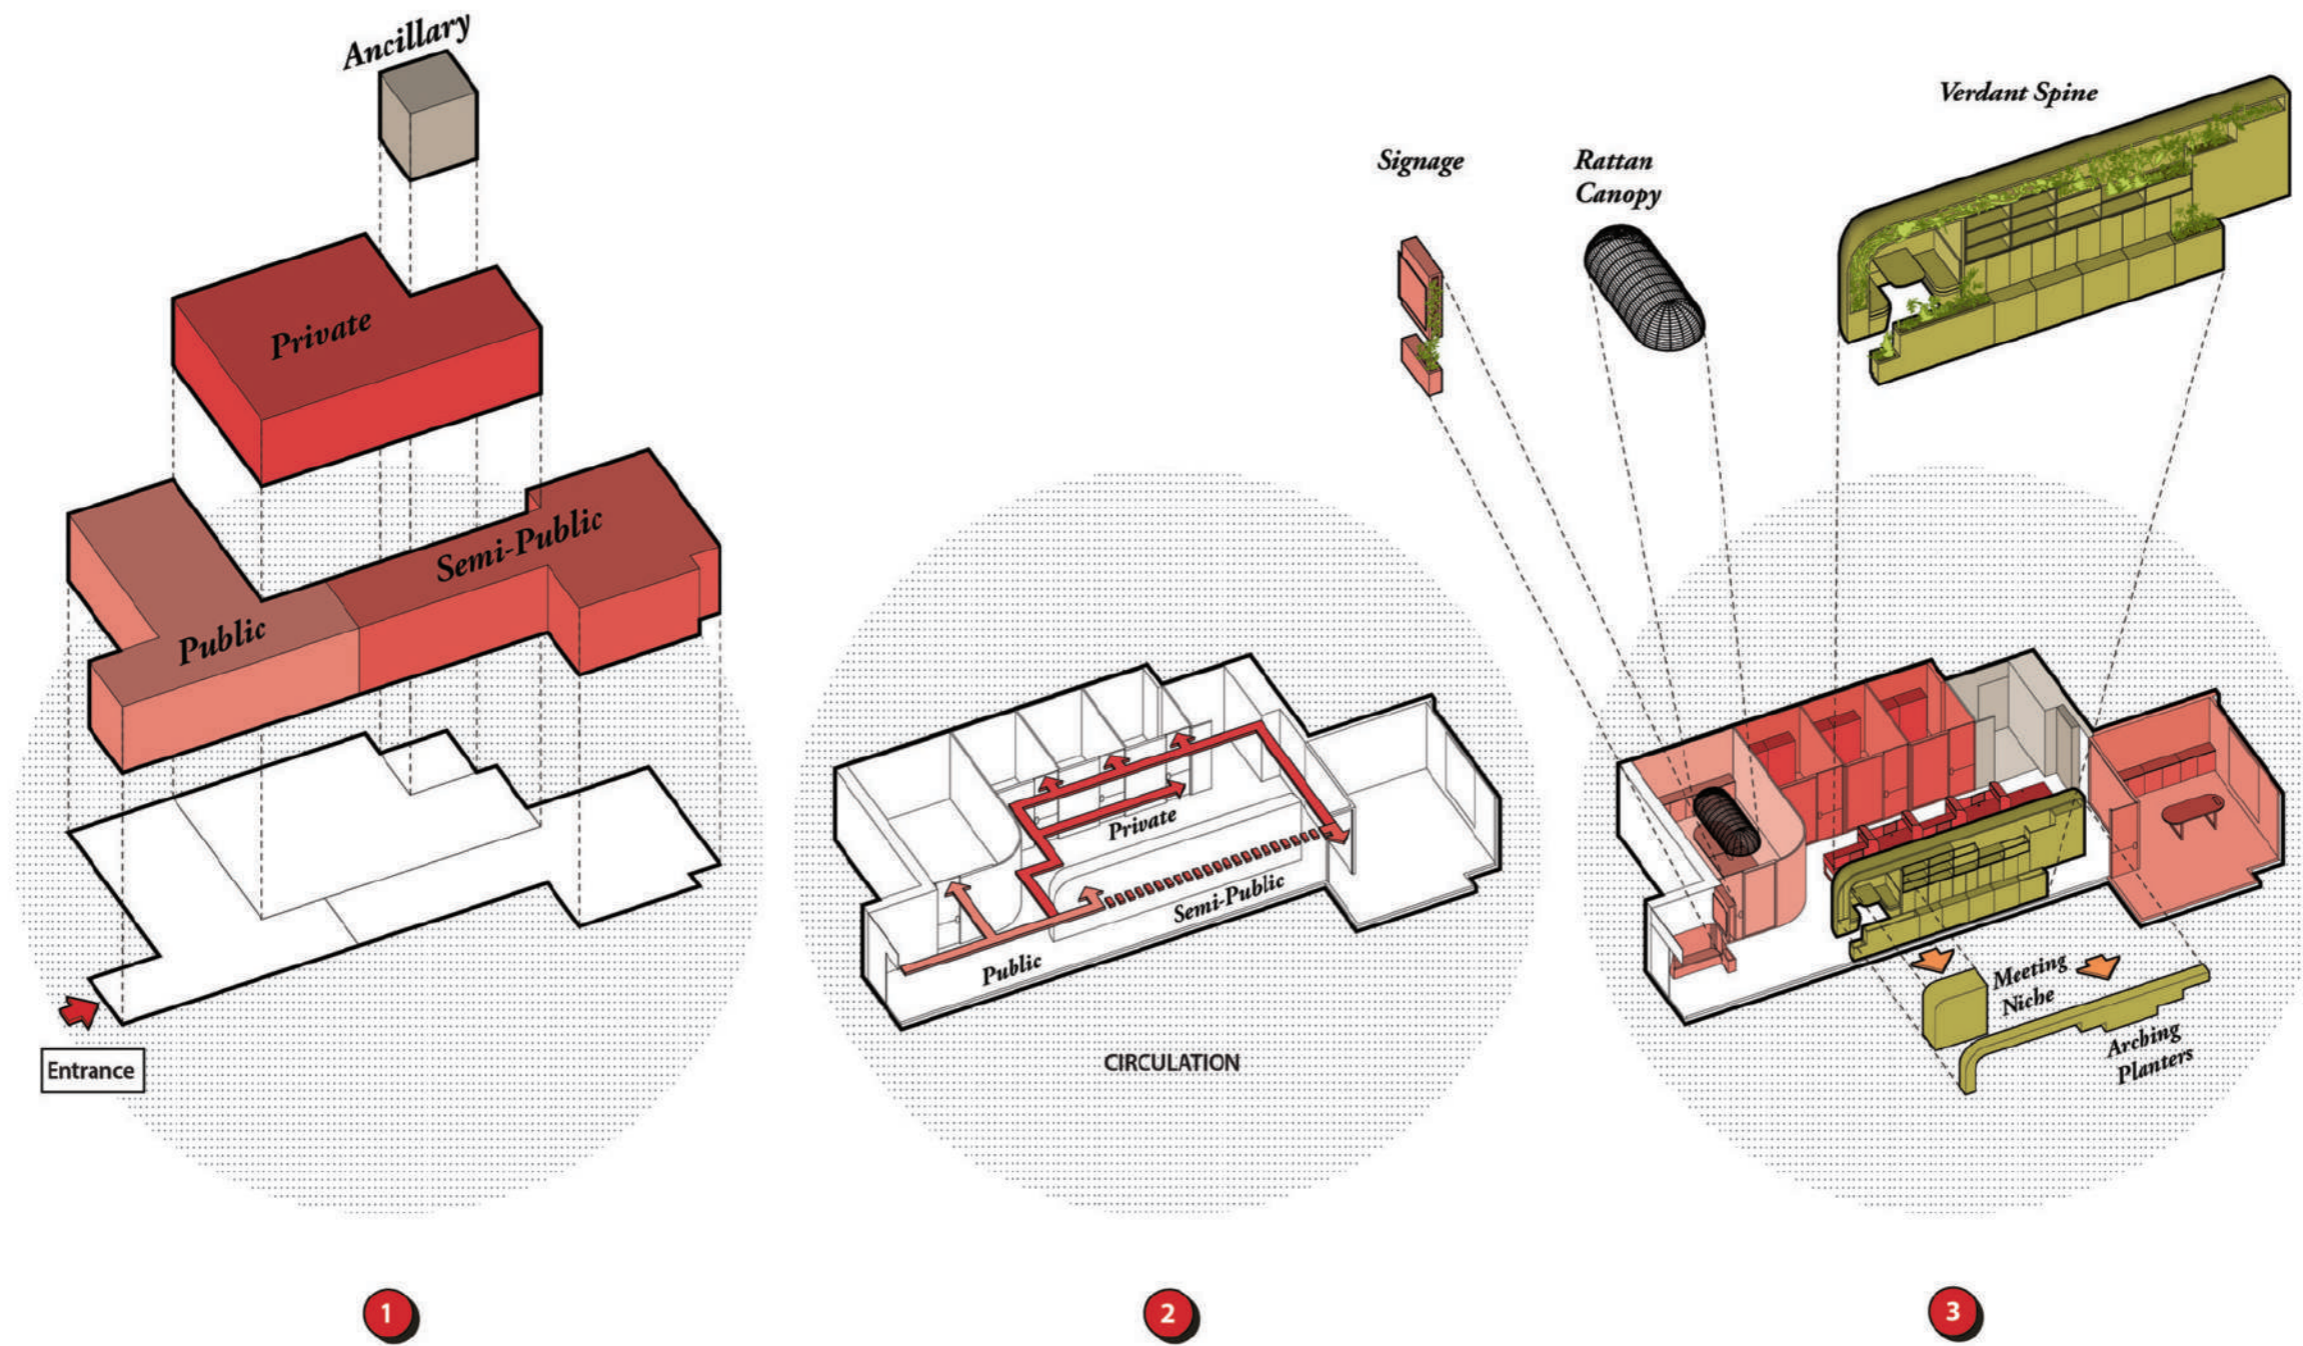 Ancillary
Private
Semi-Public
Public
Entrance
1
Private
Semi-Public
Public
CIRCULATION
2
Signage
Rattan
Canopy
Verdant Spine
Meeting
Niche
Arching
Planters
3